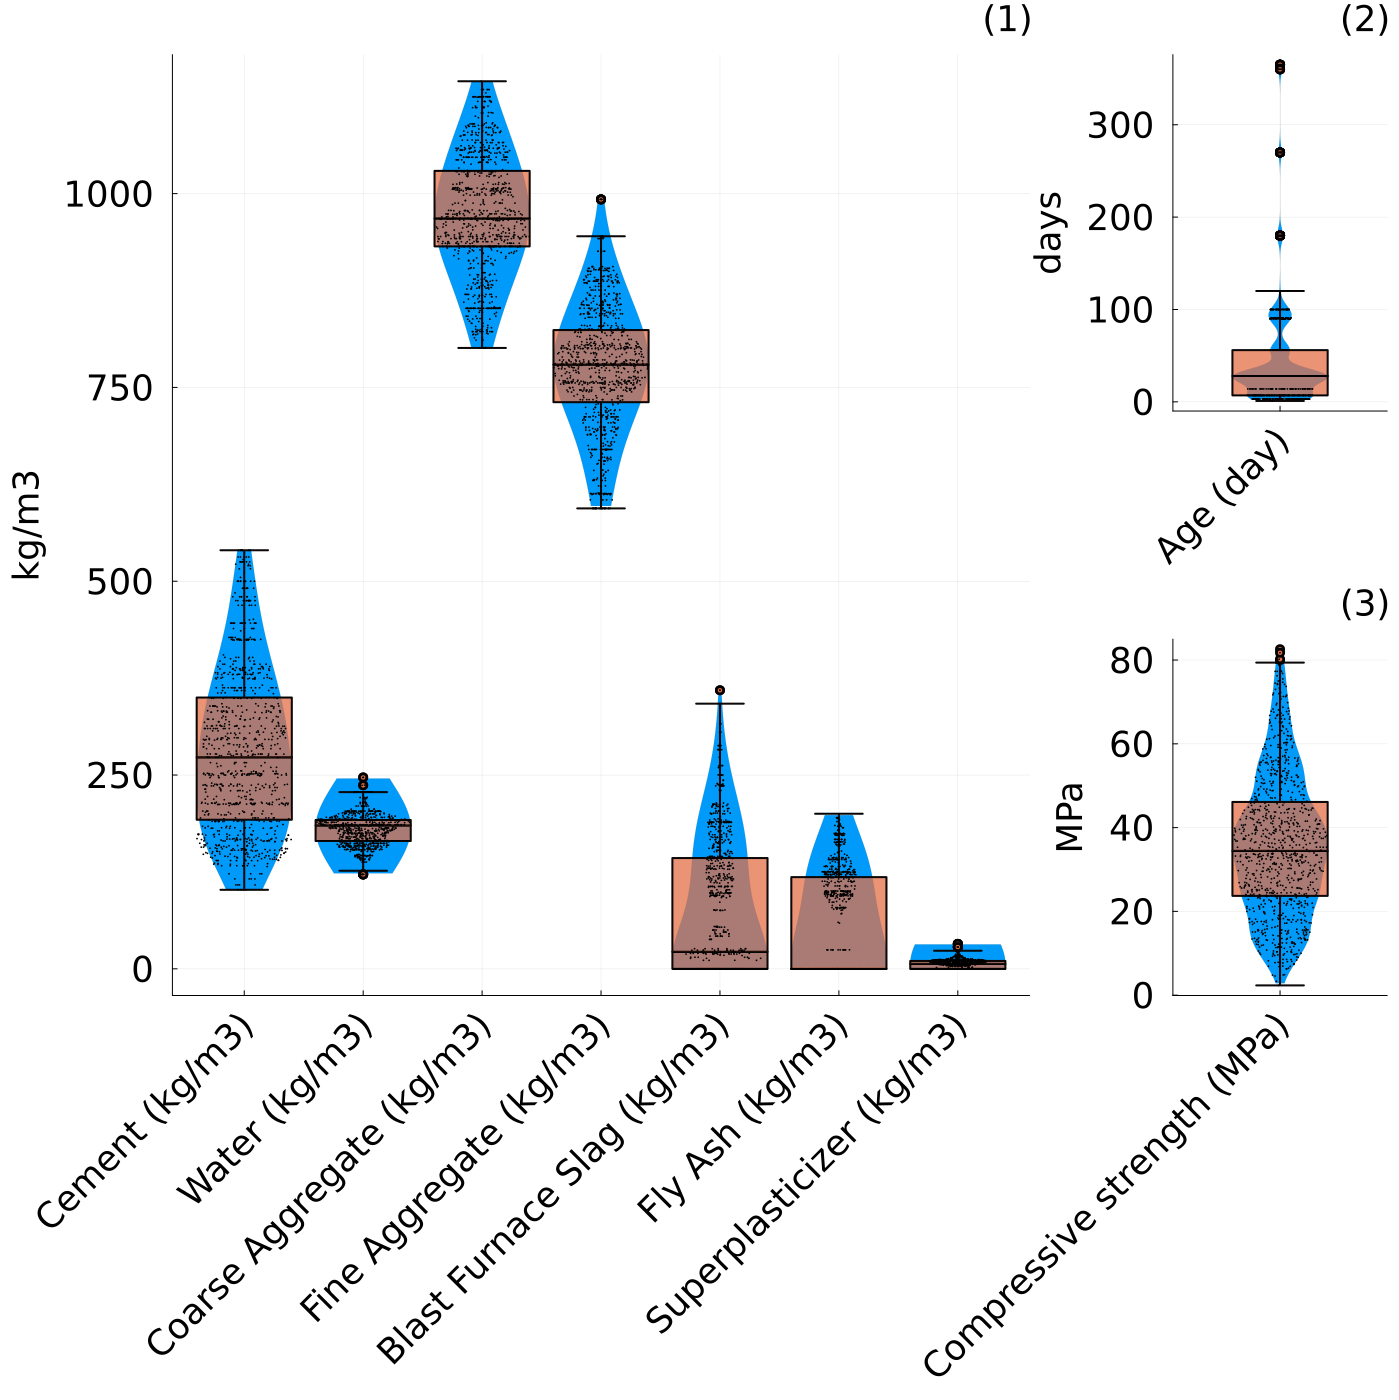 (1)
kg/m3
1000
750
500
250
0
Cement (kg/m3)
Water (kg/m3)
Coarse Aggregate (kg/m3)
Fine Aggregate (kg/m3)
Blast Furnace Slag (kg/m3)
Fly Ash (kg/m3)
Superplasticizer (kg/m3)
(2)
days
300
200
100
0
Age (day)
(3)
MPa
80
60
40
20
0
Compressive strength (MPa)